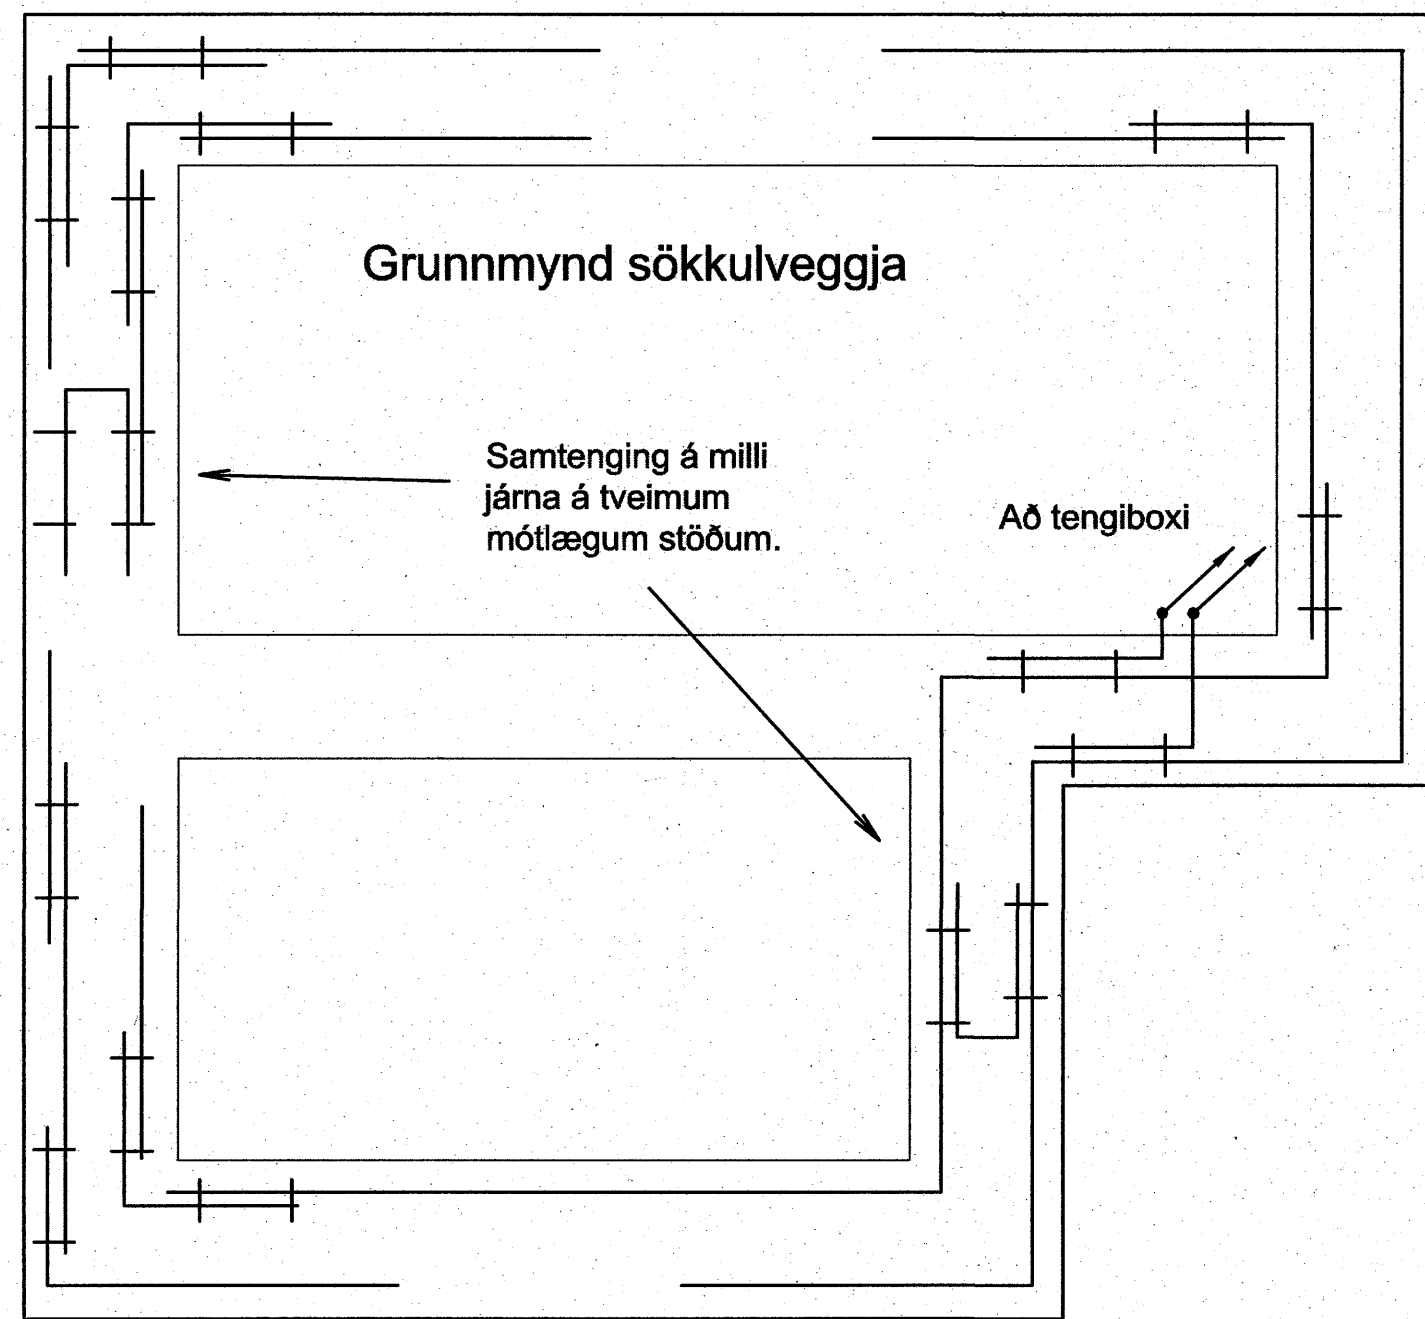 Grunnmynd sökkulveggja
Samtenging á milli
járna á tveimum
mótlægum stöðum.
Að tengiboxi